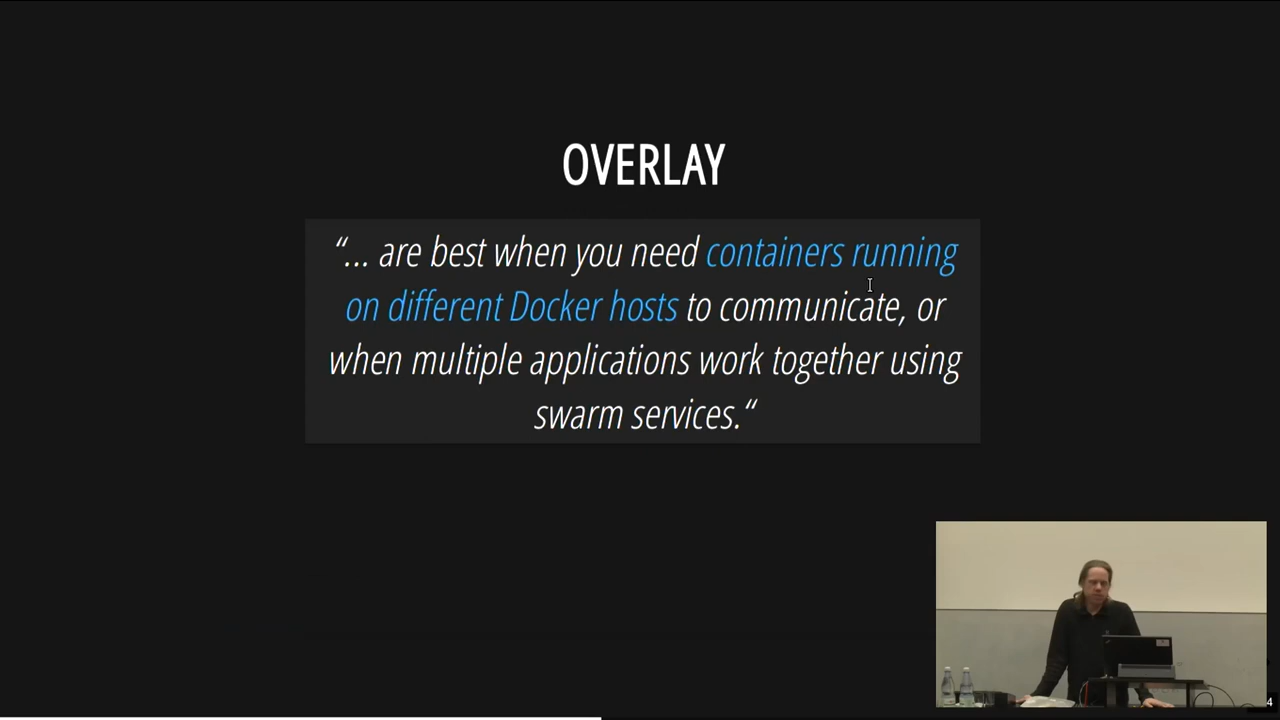 OVERLAY
“... are best when you need containers running
on different Docker hosts to communicate, or
when multiple applications work together using
swarm services.“
4